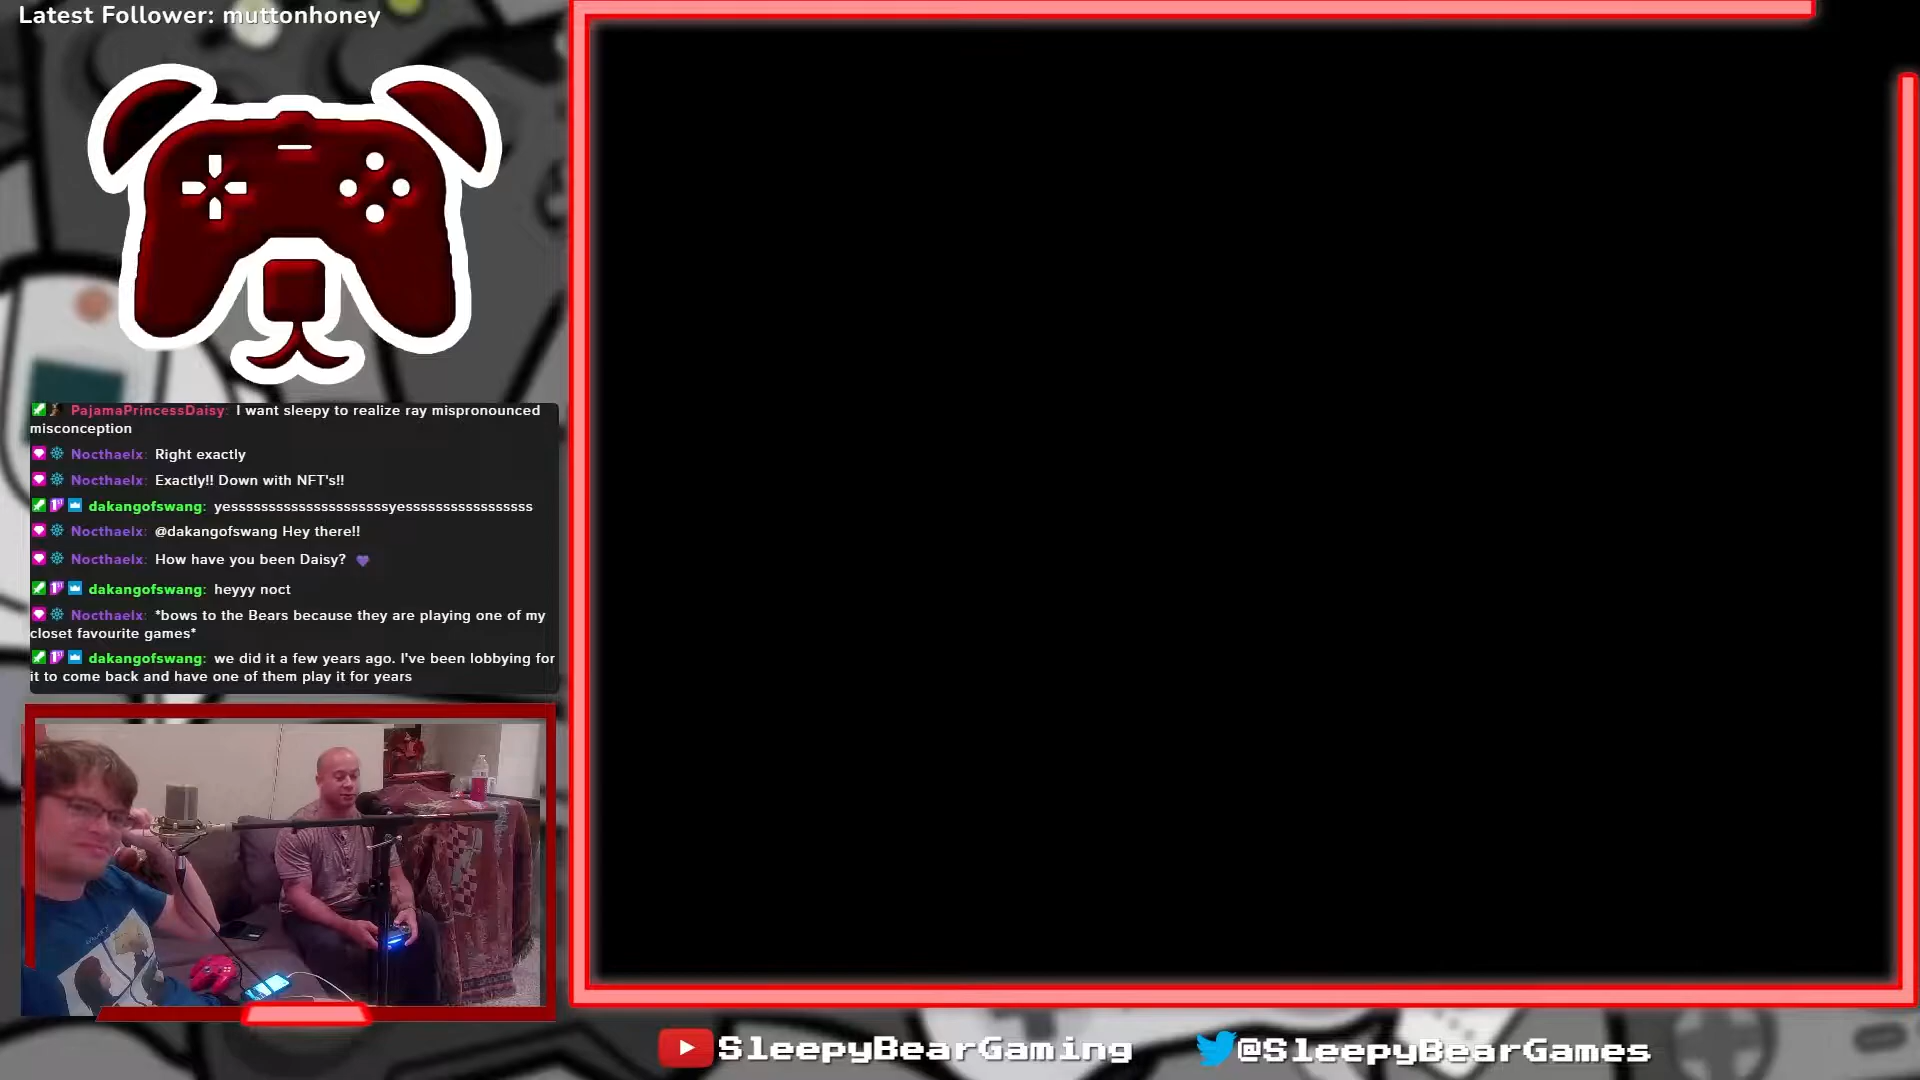 Latest Follower: muttonhoney
PajamaPrincessDaisy: I want sleepy to realize ray mispronounced
misconception
Nocthaelx: Right exactly
Nocthaelx: Exactly!! Down with NFT's!!
dakangofswang: yessssssssssssssssssssssyesssssssssssssssss
Nocthaelx: @dakangofswang Hey there!!
Nocthaelx: How have you been Daisy?
dakangofswang: heyyy noct
Nocthaelx: *bows to the Bears because they are playing one of my
closet favourite games*
dakangofswang: we did it a few years ago. I've been lobbying for
it to come back and have one of them play it for years
SleepyBearGaming
@SleepyBearGames